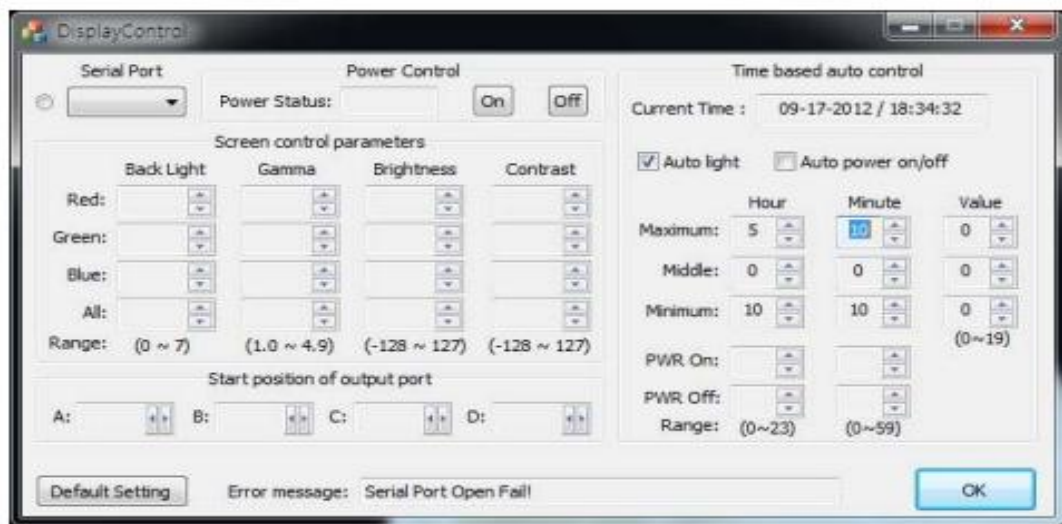 DisplayControl
Serial Port
Power Control
Power Status:
On
Off
Screen control parameters
Back Light Gamma Brightness Contrast
Red:
Green:
Blue:
All:
Range: (0 ~ 7) (1.0 ~ 4.9) (-128 ~ 127) (-128 ~ 127)
Start position of output port
A: B: C: D:
Time based auto control
Current Time : 09-17-2012 / 18:34:32
Auto light Auto power on/off
Hour Minute Value
Maximum: 5 10 0
Middle: 0 0 0
Minimum: 10 10 0
(0~19)
PWR On:
PWR Off:
Range: (0~23) (0~59)
Default Setting Error message: Serial Port Open Fail! OK